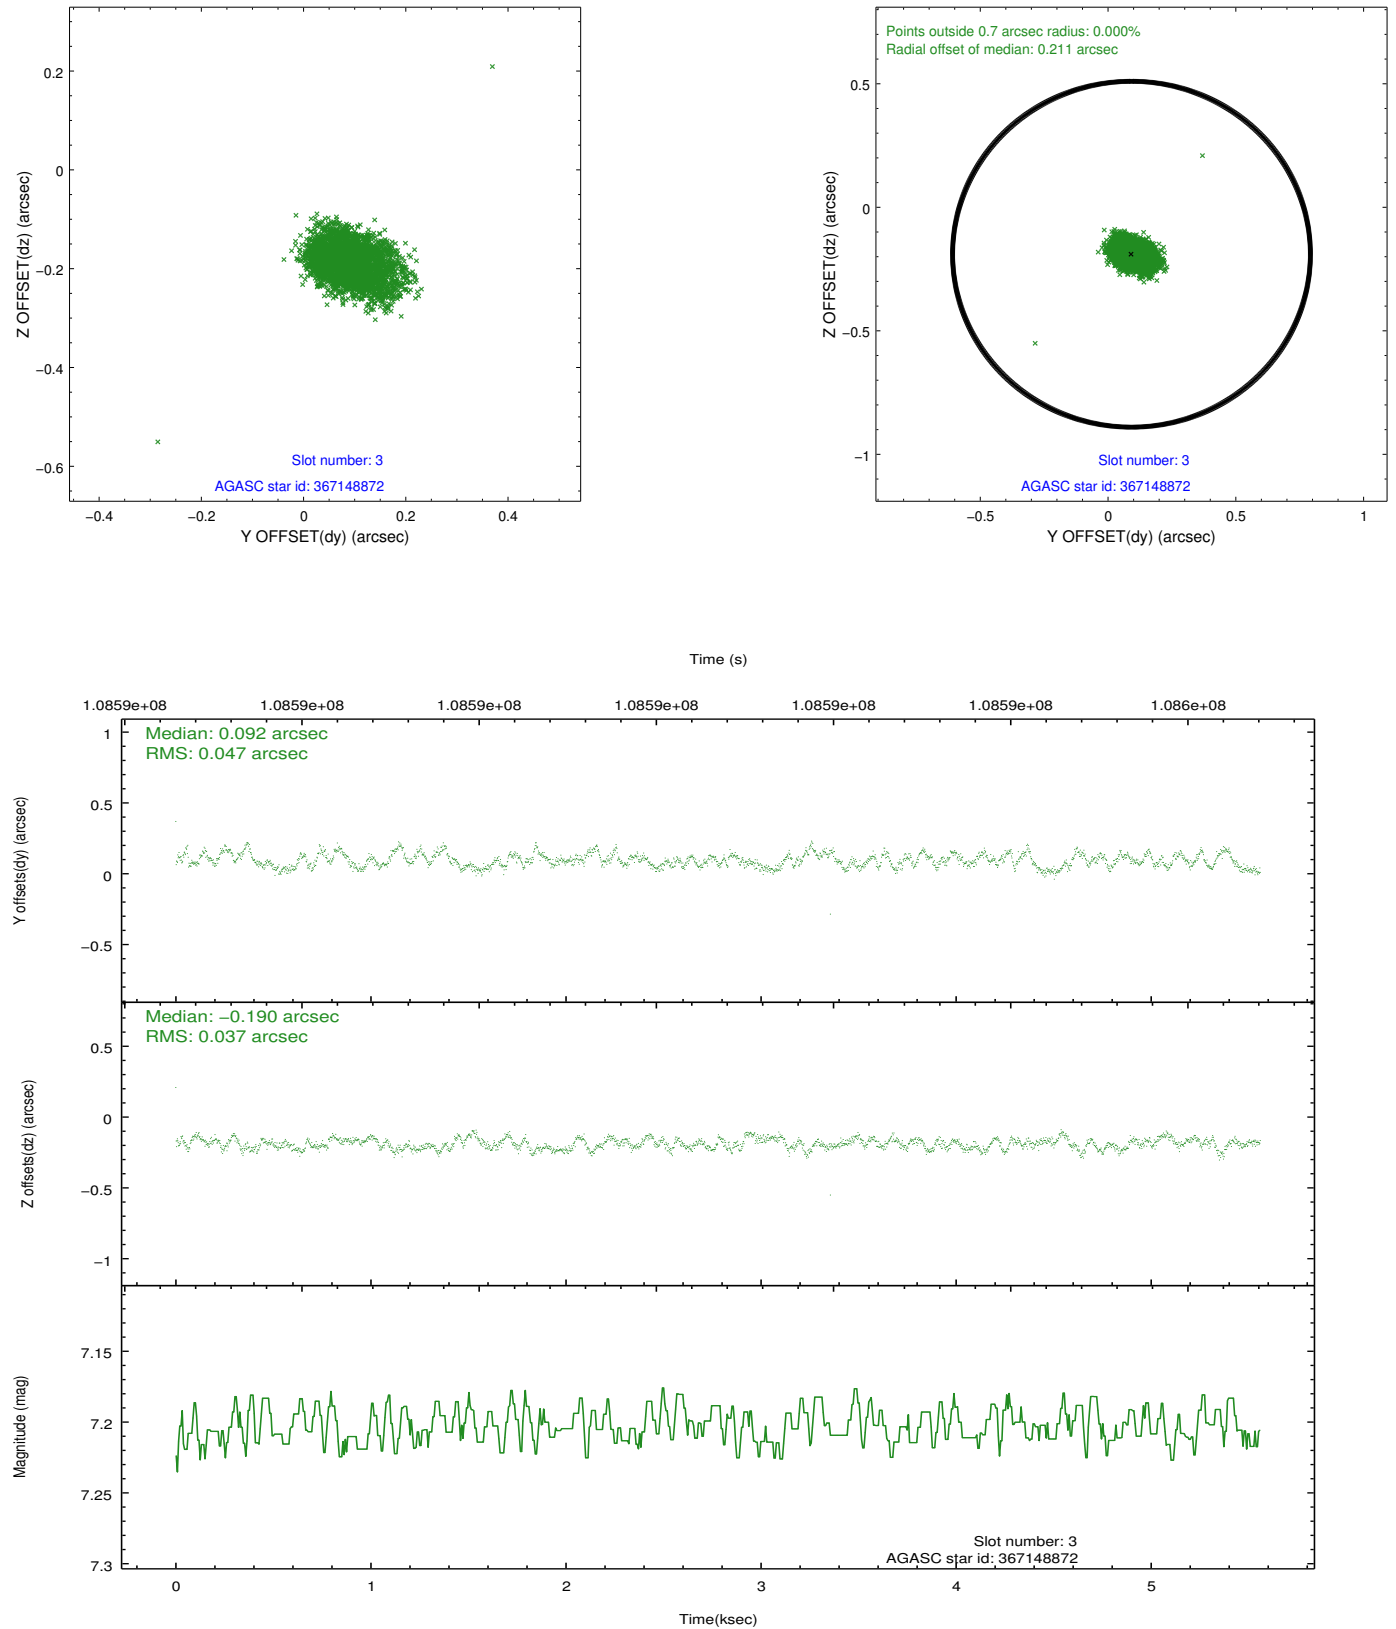 0.2
0
−0.2
−0.4
−0.6
Z OFFSET(dz) (arcsec)
Slot number: 3
AGASC star id: 367148872
−0.4
−0.2
0
0.2
0.4
Y OFFSET(dy) (arcsec)
Points outside 0.7 arcsec radius: 0.000%
Radial offset of median: 0.211 arcsec
0.5
0
−0.5
−1
Z OFFSET(dz) (arcsec)
Slot number: 3
AGASC star id: 367148872
−0.5
0
0.5
1
Y OFFSET(dy) (arcsec)
Time (s)
1.0859e+08
1.0859e+08
1.0859e+08
1.0859e+08
1.0859e+08
1.0859e+08
1.086e+08
Median: 0.092 arcsec
RMS: 0.047 arcsec
1
0.5
0
−0.5
Y offsets(dy) (arcsec)
Median: −0.190 arcsec
RMS: 0.037 arcsec
0.5
0
−0.5
−1
Z offsets(dz) (arcsec)
7.15
7.2
7.25
7.3
Magnitude (mag)
Slot number: 3
AGASC star id: 367148872
0
1
2
3
4
5
Time(ksec)